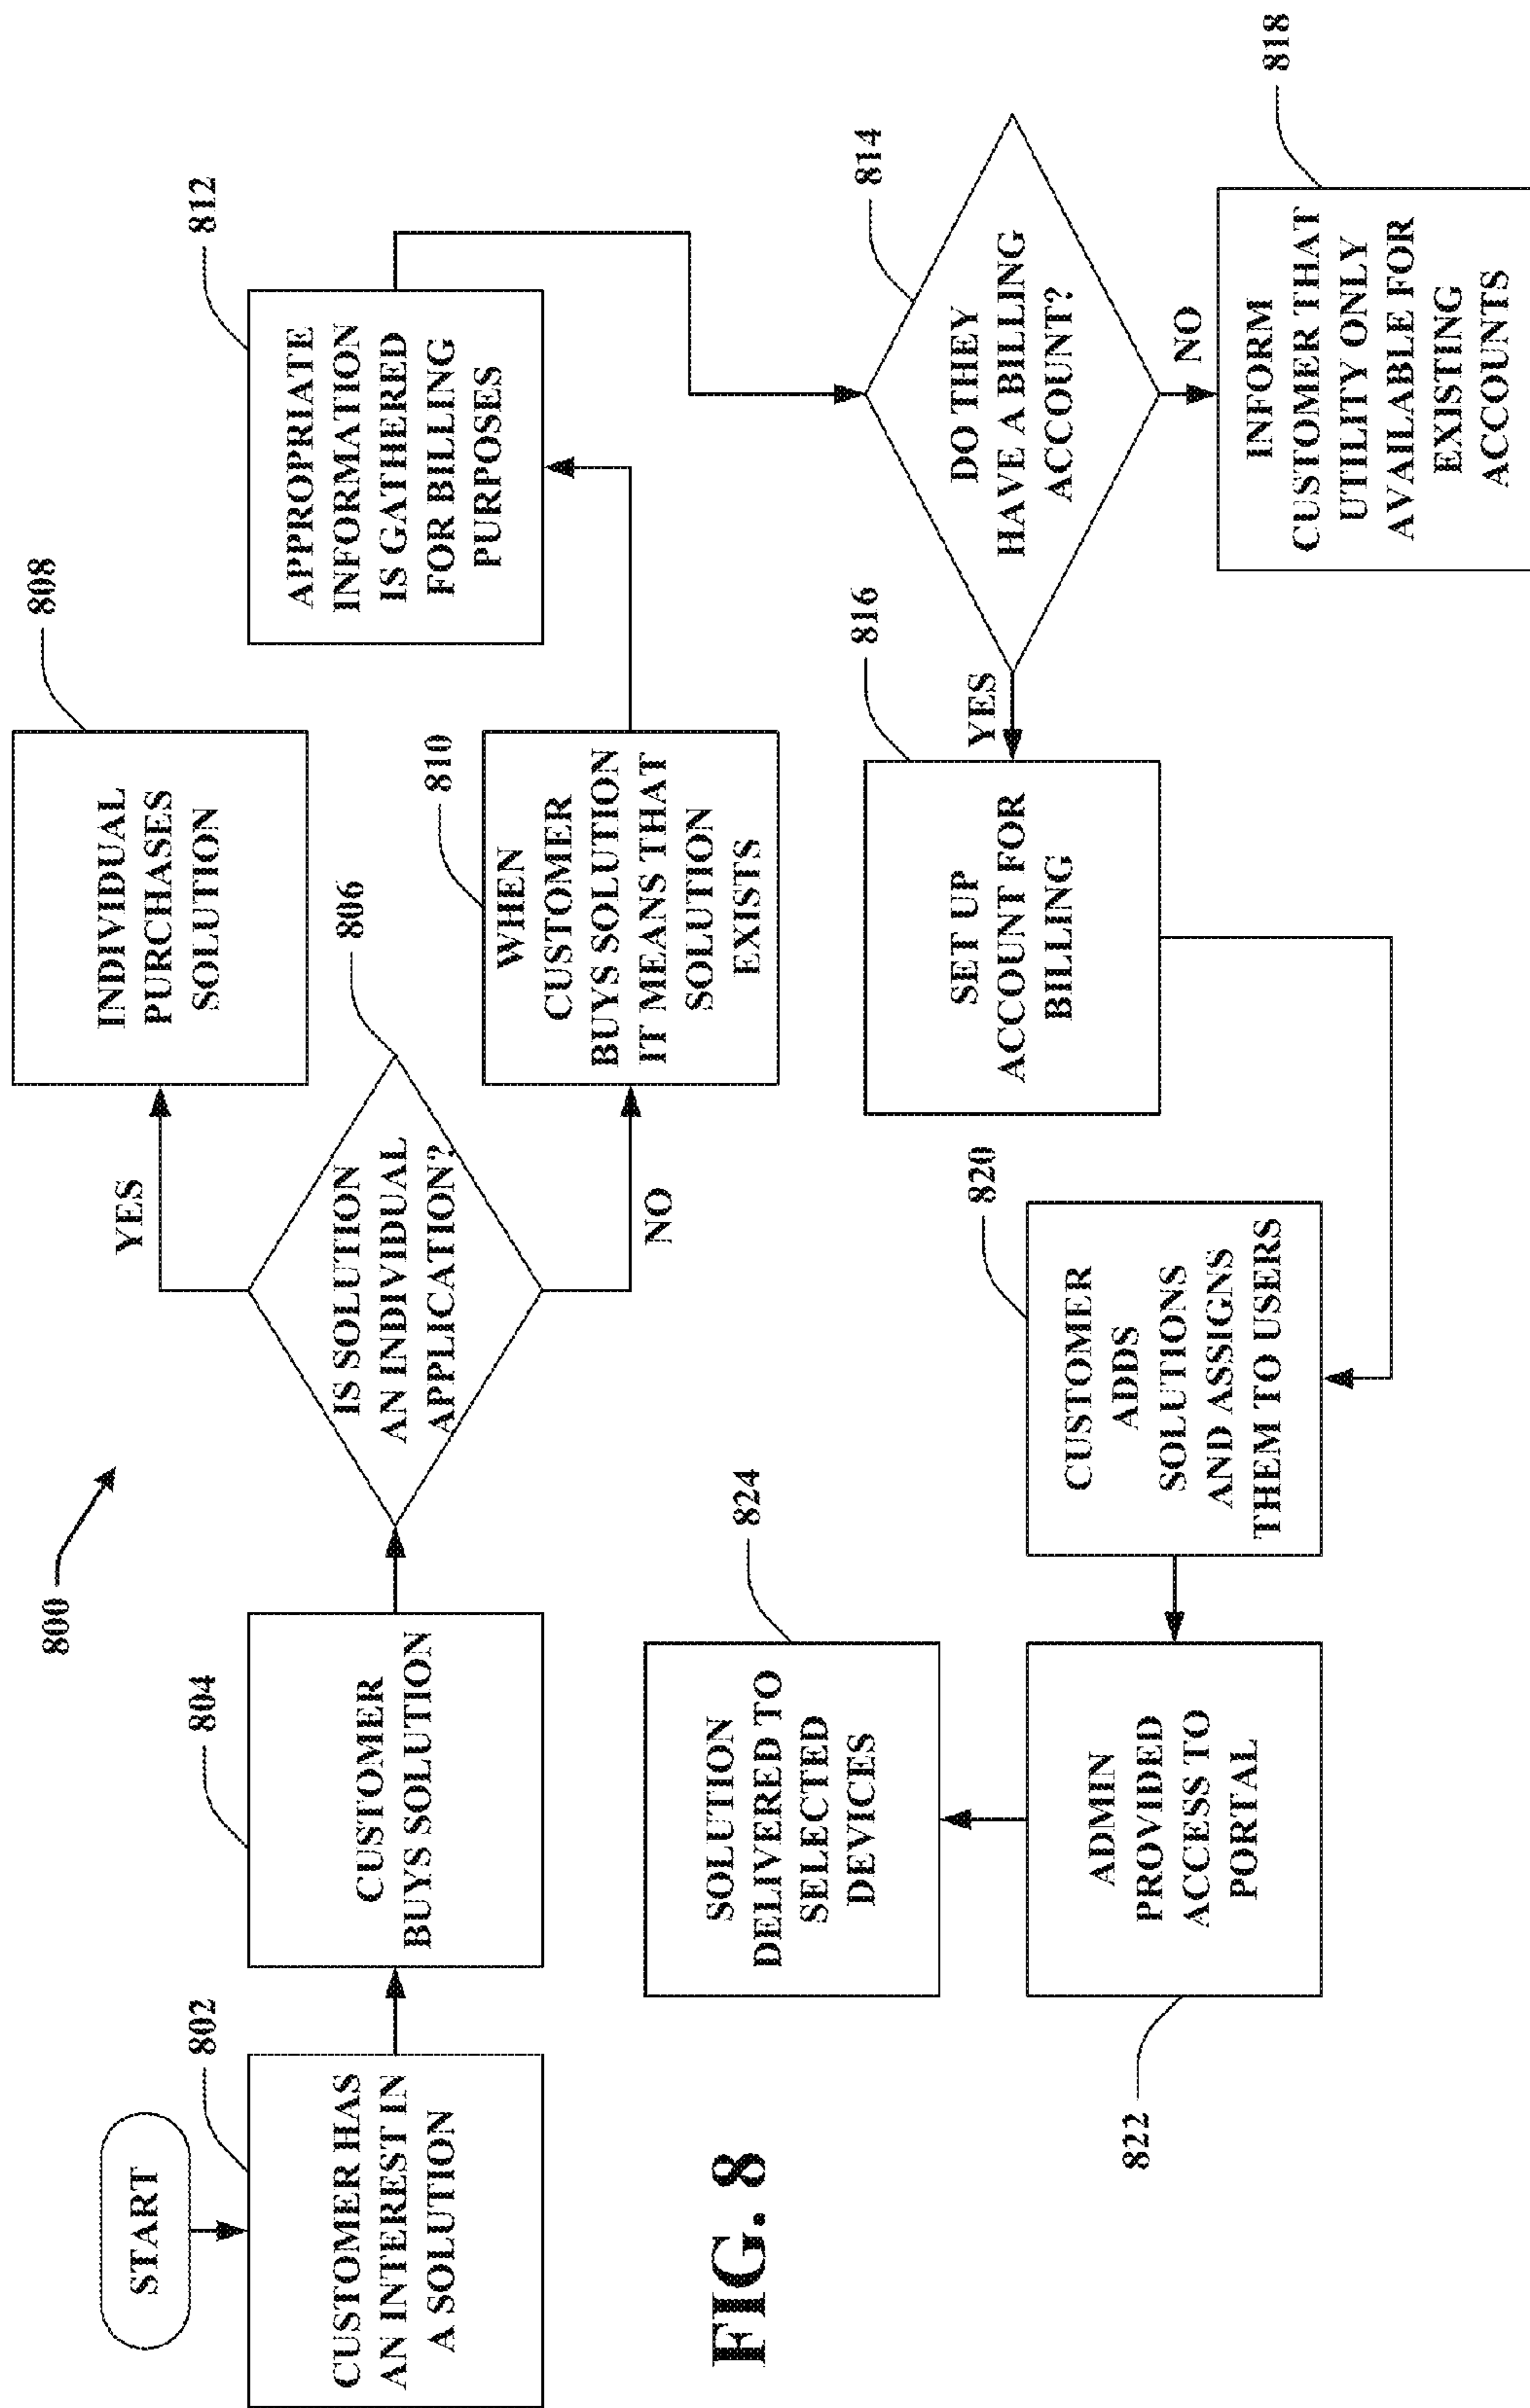 800
START
802
CUSTOMER HAS
AN INTEREST IN
A SOLUTION
804
CUSTOMER
BUYS SOLUTION
806
IS SOLUTION
AN INDIVIDUAL
APPLICATION?
YES
808
INDIVIDUAL
PURCHASES
SOLUTION
NO
810
WHEN
CUSTOMER
BUYS SOLUTION
IT MEANS THAT
SOLUTION
EXISTS
812
APPROPRIATE
INFORMATION
IS GATHERED
FOR BILLING
PURPOSES
814
DO THEY
HAVE A BILLING
ACCOUNT?
YES
816
SET UP
ACCOUNT FOR
BILLING
NO
818
INFORM
CUSTOMER THAT
UTILITY ONLY
AVAILABLE FOR
EXISTING
ACCOUNTS
820
CUSTOMER
ADDS
SOLUTIONS
AND ASSIGNS
THEM TO USERS
822
ADMIN
PROVIDED
ACCESS TO
PORTAL
824
SOLUTION
DELIVERED TO
SELECTED
DEVICES
FIG. 8